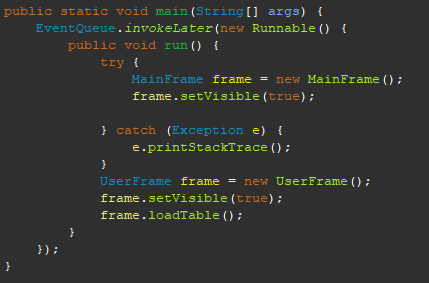 public static void main(String[] args) {
    EventQueue.invokeLater(new Runnable() {
        public void run() {
            try {
                MainFrame frame = new MainFrame();
                frame.setVisible(true);

            } catch (Exception e) {
                e.printStackTrace();
            }
            UserFrame frame = new UserFrame();
            frame.setVisible(true);
            frame.loadTable();
        }
    });
}